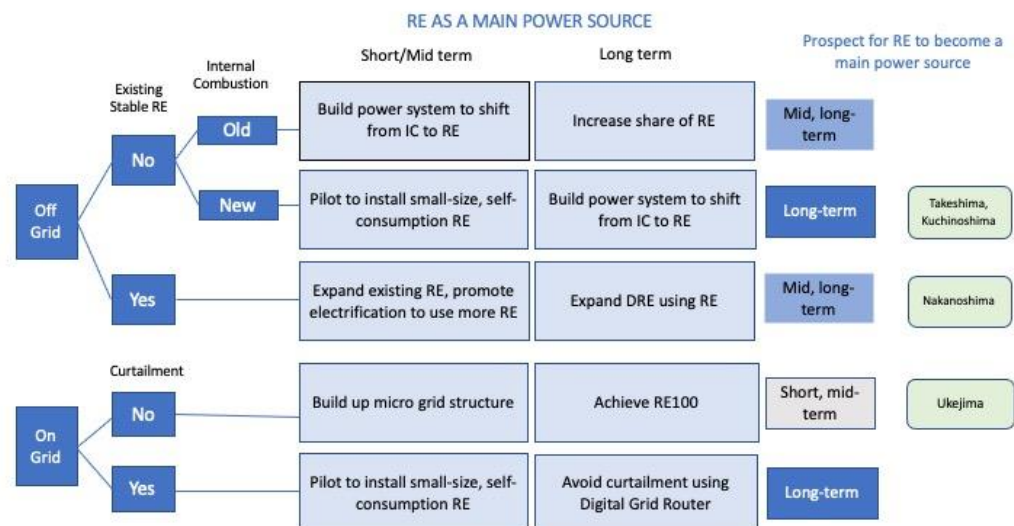 RE AS A MAIN POWER SOURCE
Short/Mid term
Long term
Prospect for RE to become a
main power source
Internal
Combustion
Existing
Stable RE
Off
Grid
No
Old
Build power system to shift
from IC to RE
Increase share of RE
Mid, long-
term
New
Pilot to install small-size, self-
consumption RE
Build power system to shift
from IC to RE
Long-term
Takeshima,
Kuchinoshima
Yes
Expand existing RE, promote
electrification to use more RE
Expand DRE using RE
Mid, long-
term
Nakanoshima
Curtailment
On
Grid
No
Build up micro grid structure
Achieve RE100
Short, mid-
term
Ukejima
Yes
Pilot to install small-size, self-
consumption RE
Avoid curtailment using
Digital Grid Router
Long-term